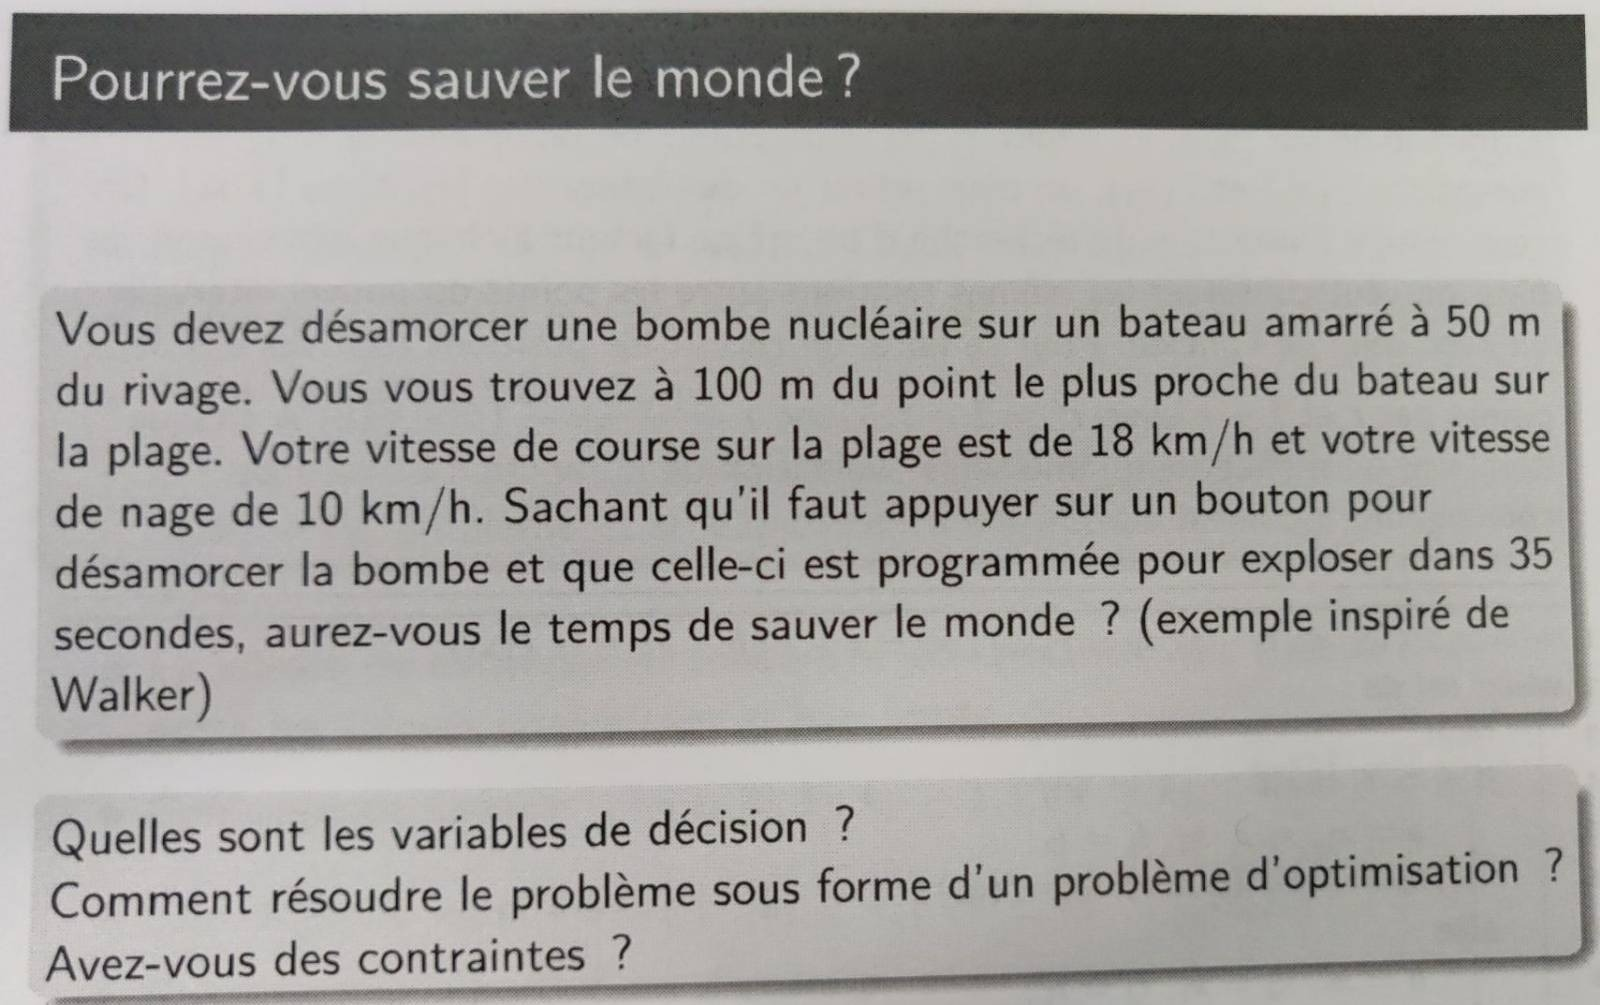 Pourrez-vous sauver le monde ?
Vous devez désamorcer une bombe nucléaire sur un bateau amarré à 50 m
du rivage. Vous vous trouvez à 100 m du point le plus proche du bateau sur
la plage. Votre vitesse de course sur la plage est de 18 km/h et votre vitesse
de nage de 10 km/h. Sachant qu'il faut appuyer sur un bouton pour
désamorcer la bombe et que celle-ci est programmée pour exploser dans 35
secondes, aurez-vous le temps de sauver le monde ? (exemple inspiré de
Walker)
Quelles sont les variables de décision ?
Comment résoudre le problème sous forme d'un problème d'optimisation ?
Avez-vous des contraintes ?